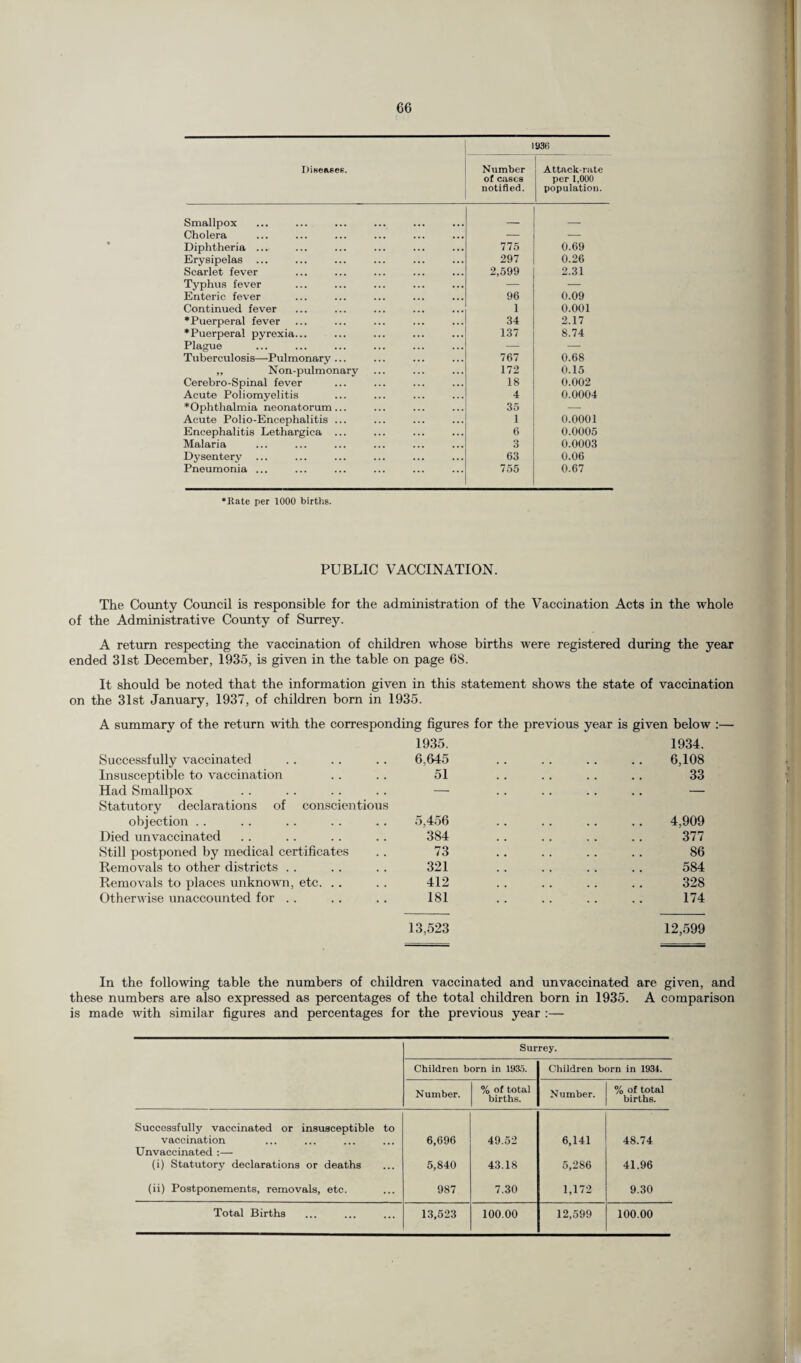 66
1936
Diseases. Number of cases notified. Attack-rate per 1,000 population.
Smallpox ... ... ... ... ... ... — —
Cholera ... ... ... ... ... ... — —
Diphtheria ... ... ... ... ... ... 775 0.69
Erysipelas ... ... ... ... ... ... 297 0.26
Scarlet fever ... ... ... ... ... 2,599 2.31
Typhus fever ... ... ... ... ... — —
Enteric fever ... ... ... ... ... 96 0.09
Continued fever ... ... ... ... ... 1 0.001
*Puerperal fever ... ... ... ... ... 34 2.17
*Puerperal pyrexia... ... ... ... ... 137 8.74
Plague ... ... ... ... ... ... — —
Tuberculosis—Pulmonary ... ... ... ... 767 0.68
„ Non-pulmonary ... ... ... 172 0.15
Cerebro-Spinal fever ... ... ... ... 18 0.002
Acute Poliomyelitis ... ... ... ... 4 0.0004
*Ophthalmia neonatorum ... ... ... ... 35 —
Acute Polio-Encephalitis ... ... ... ... 1 0.0001
Encephalitis Lethargica ... ... ... ... 6 0.0005
Malaria ... ... ... ... ... ... 3 0.0003
Dysentery ... ... ... ... ... ... 63 0.06
Pneumonia ... ... ... ... ... ... 755 0.67
*Rate per 1000 births.
PUBLIC VACCINATION.
The County Council is responsible for the administration of the Vaccination Acts in the whole
of the Administrative County of Surrey.
A return respecting the vaccination of children whose births were registered during the year
ended 31st December, 1935, is given in the table on page 68.
It should be noted that the information given in this statement shows the state of vaccination
on the 31st January, 1937, of children born in 1935.
A summary of the return with the corresponding figures for the previous year is given below :—
1935. 1934.
Successfully vaccinated .. .. .. 6,645 .. .. .. .. 6,108
Insusceptible to vaccination .. .. 51 .. .. .. .. 33
Had Smallpox .. .. .. .. — .. .. .. .. —
Statutory declarations of conscientious
objection .. .. .. .. .. 5,456 .. .. .. .. 4,909
Died unvaccinated .. .. .. .. 384 .. .. .. .. 377
Still postponed by medical certificates .. 73 .. .. .. .. 86
Removals to other districts .. .. .. 321 .. .. .. .. 584
Removals to places unknown, etc. .. .. 412 .. .. .. .. 328
Otherwise unaccounted for .. .. .. 181 .. .. .. .. 174
13,523 12,599
In the following table the numbers of children vaccinated and unvaccinated are given, and
these numbers are also expressed as percentages of the total children born in 1935. A comparison
is made with similar figures and percentages for the previous year :—
Surrey.
Children born in 1935. Children born in 1934.
Number. % of total births. Number. % of total births.
Successfully vaccinated or insusceptible to
vaccination ... ... ... ... 6,696 49.52 6,141 48.74
Unvaccinated :—
(i) Statutory declarations or deaths ... 5,840 43.18 5,286 41.96
(ii) Postponements, removals, etc. ... 987 7.30 1,172 9.30
Total Births ... ... ... 13,523 100.00 12,599 100.00